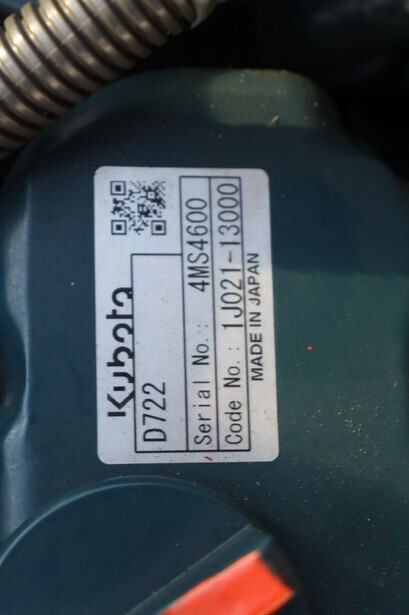 Kubota
D722
Serial No.: 4MS4600
Code No.: 1J021-13000
MADE IN JAPAN